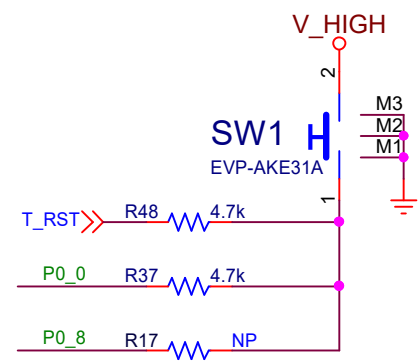 V_HIGH
2
M3
SW1
M2
M1
EVP-AKE31A
1
T_RST
R48
4.7k
P0_0
R37
4.7k
P0_8
R17
NP